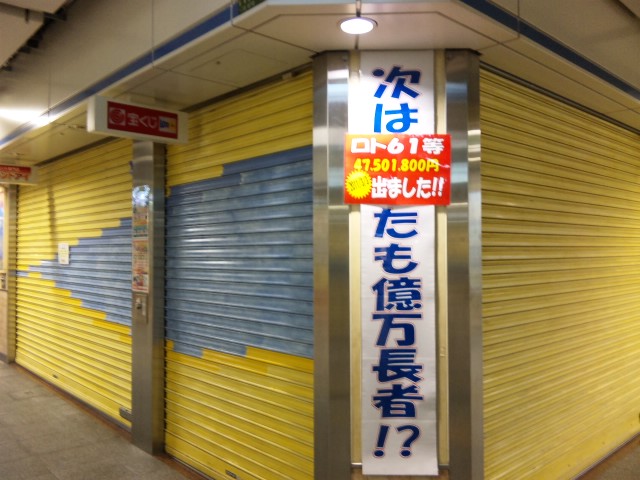 次は
ロト6 1等
47,501,800円
出ました!!
たも億万長者!?
宝くじ